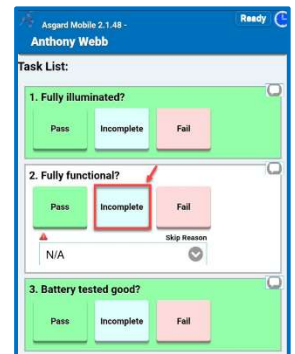 Asgard Mobile 2.1.48 - Ready
Anthony Webb
Task List:
1. Fully illuminated?
Pass Incomplete Fail
2. Fully functional?
Pass Incomplete Fail
Skip Reason
N/A
3. Battery tested good?
Pass Incomplete Fail